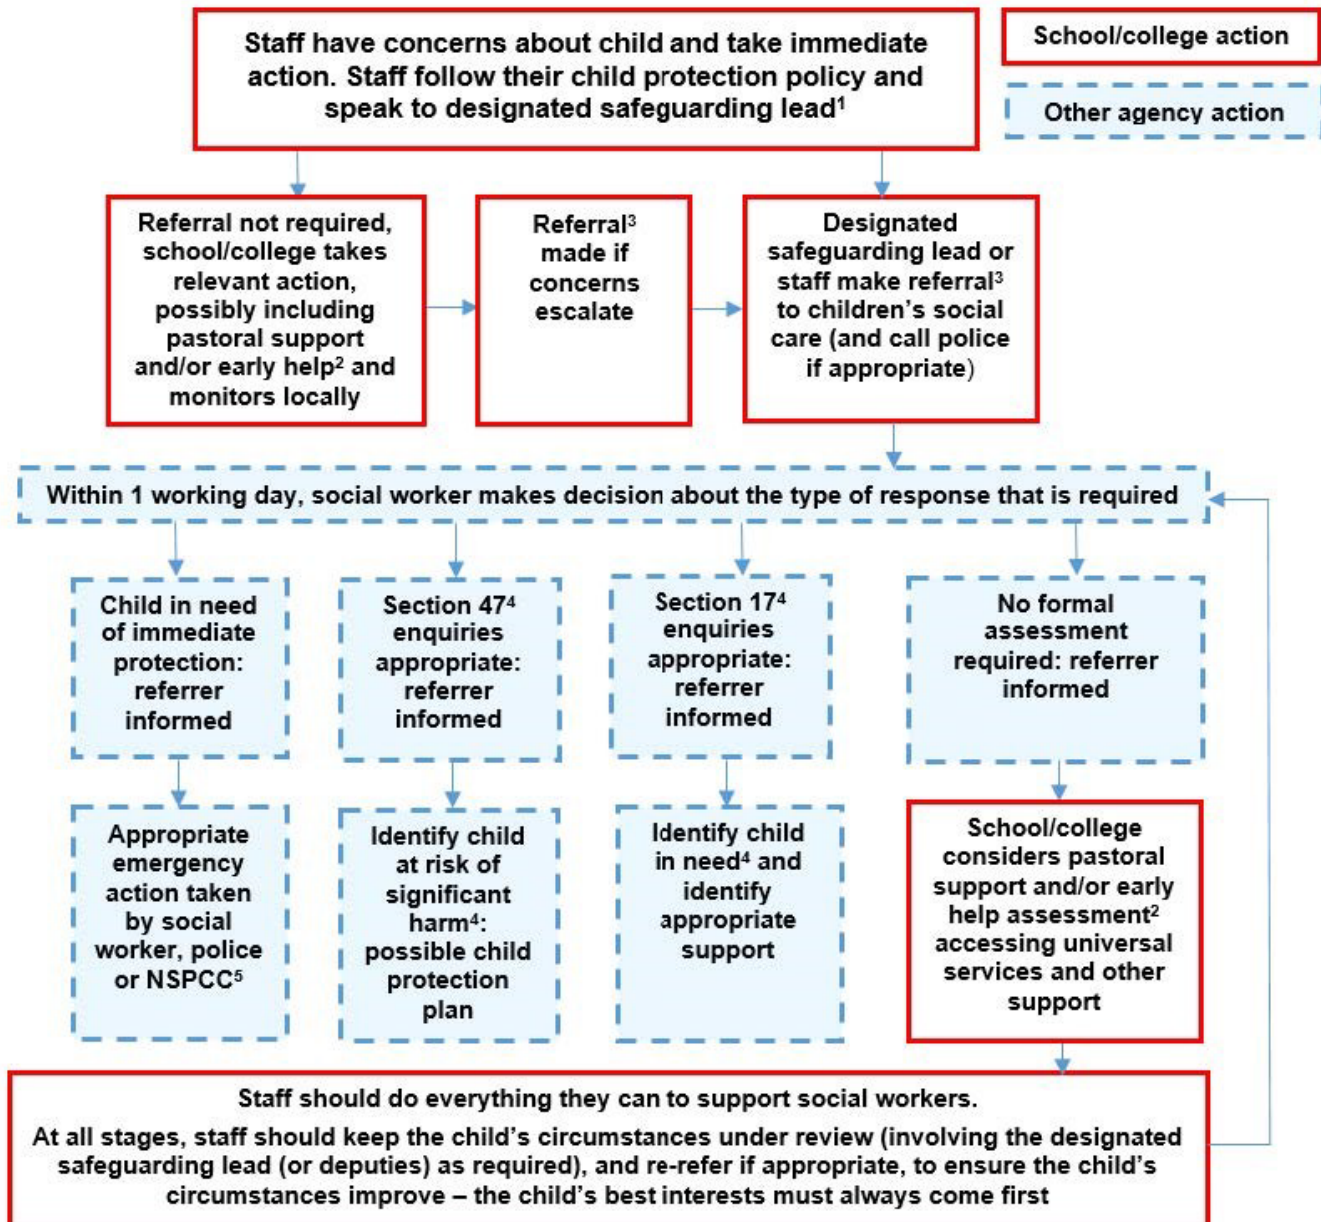 Staff have concerns about child and take immediate
action. Staff follow their child protection policy and
speak to designated safeguarding lead¹
School/college action
Other agency action
Referral not required,
school/college takes
relevant action,
possibly including
pastoral support
and/or early help² and
monitors locally
Referral³
made if
concerns
escalate
Designated
safeguarding lead or
staff make referral³
to children’s social
care (and call police
if appropriate)
Within 1 working day, social worker makes decision about the type of response that is required
Child in need
of immediate
protection:
referrer
informed
Section 47⁴
enquiries
appropriate:
referrer
informed
Section 17⁴
enquiries
appropriate:
referrer
informed
No formal
assessment
required: referrer
informed
Appropriate
emergency
action taken
by social
worker, police
or NSPCC⁵
Identify child
at risk of
significant
harm⁴:
possible child
protection
plan
Identify child
in need⁴ and
identify
appropriate
support
School/college
considers pastoral
support and/or early
help assessment²
accessing universal
services and other
support
Staff should do everything they can to support social workers.
At all stages, staff should keep the child’s circumstances under review (involving the designated
safeguarding lead (or deputies) as required), and re-refer if appropriate, to ensure the child’s
circumstances improve – the child’s best interests must always come first